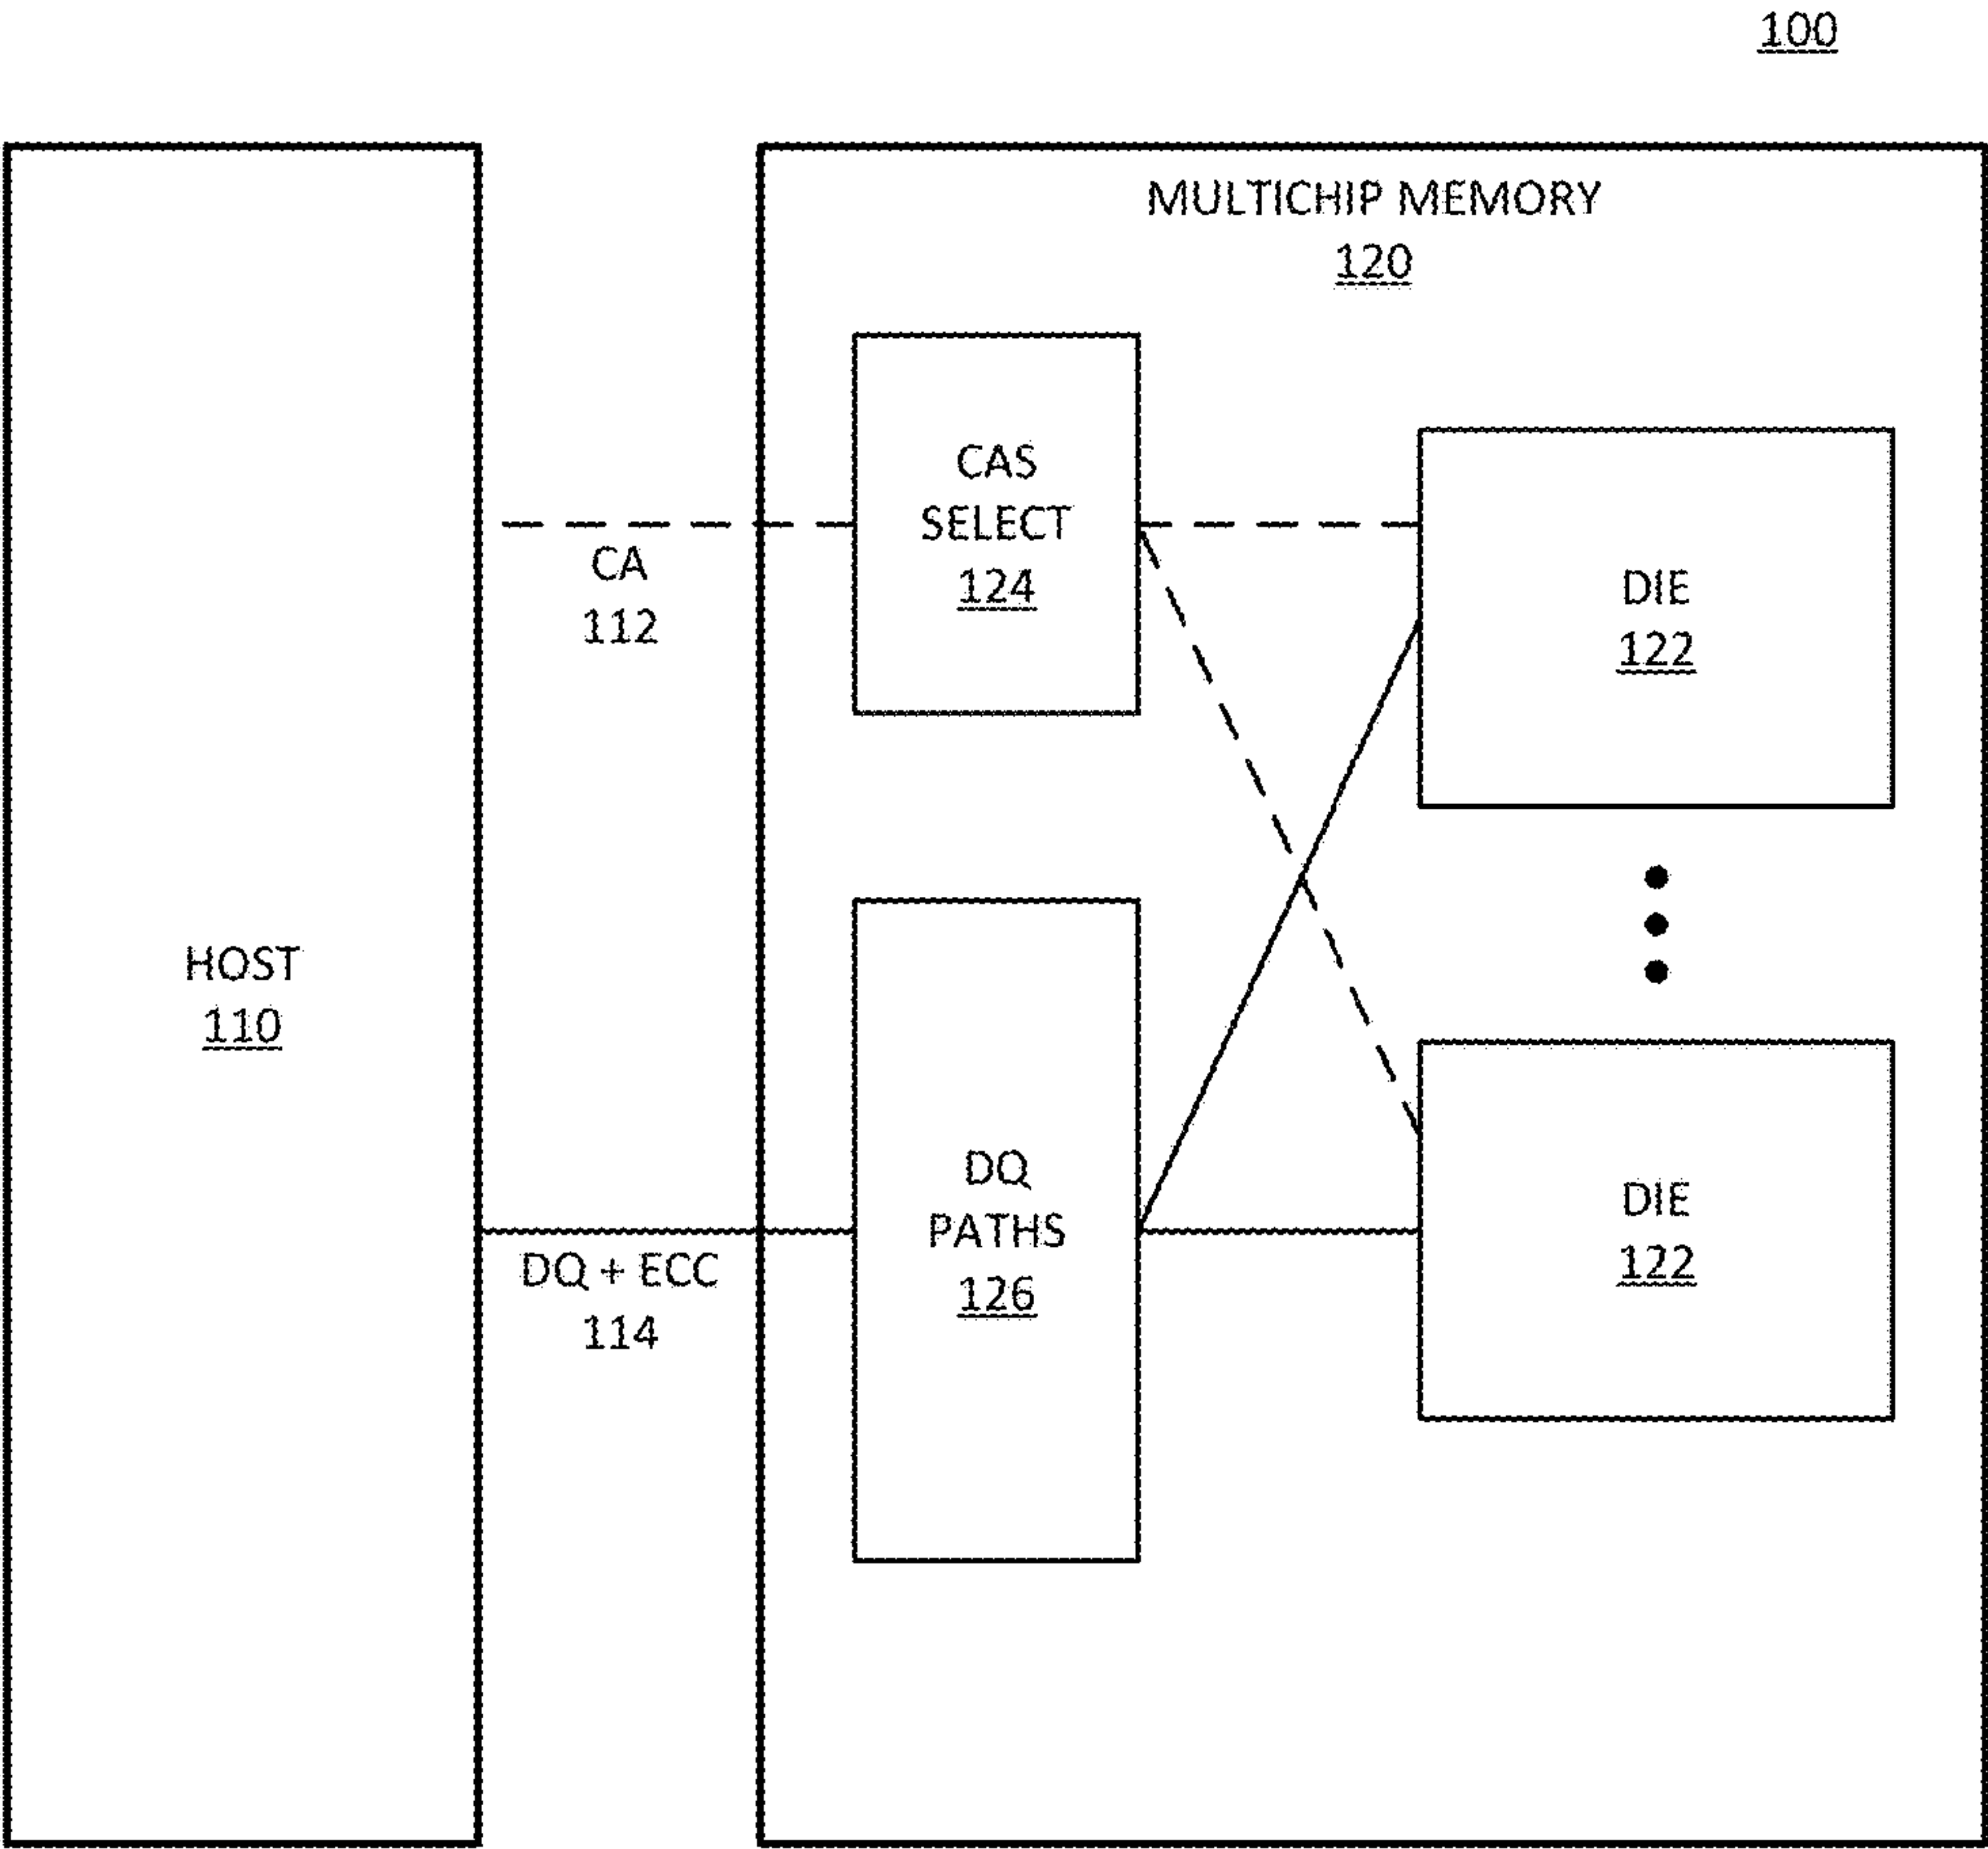 100
MULTICHIP MEMORY
120
CAS
SELECT
124
CA
112
DIE
122
HOST
110
DQ
PATHS
126
DQ + ECC
114
DIE
122